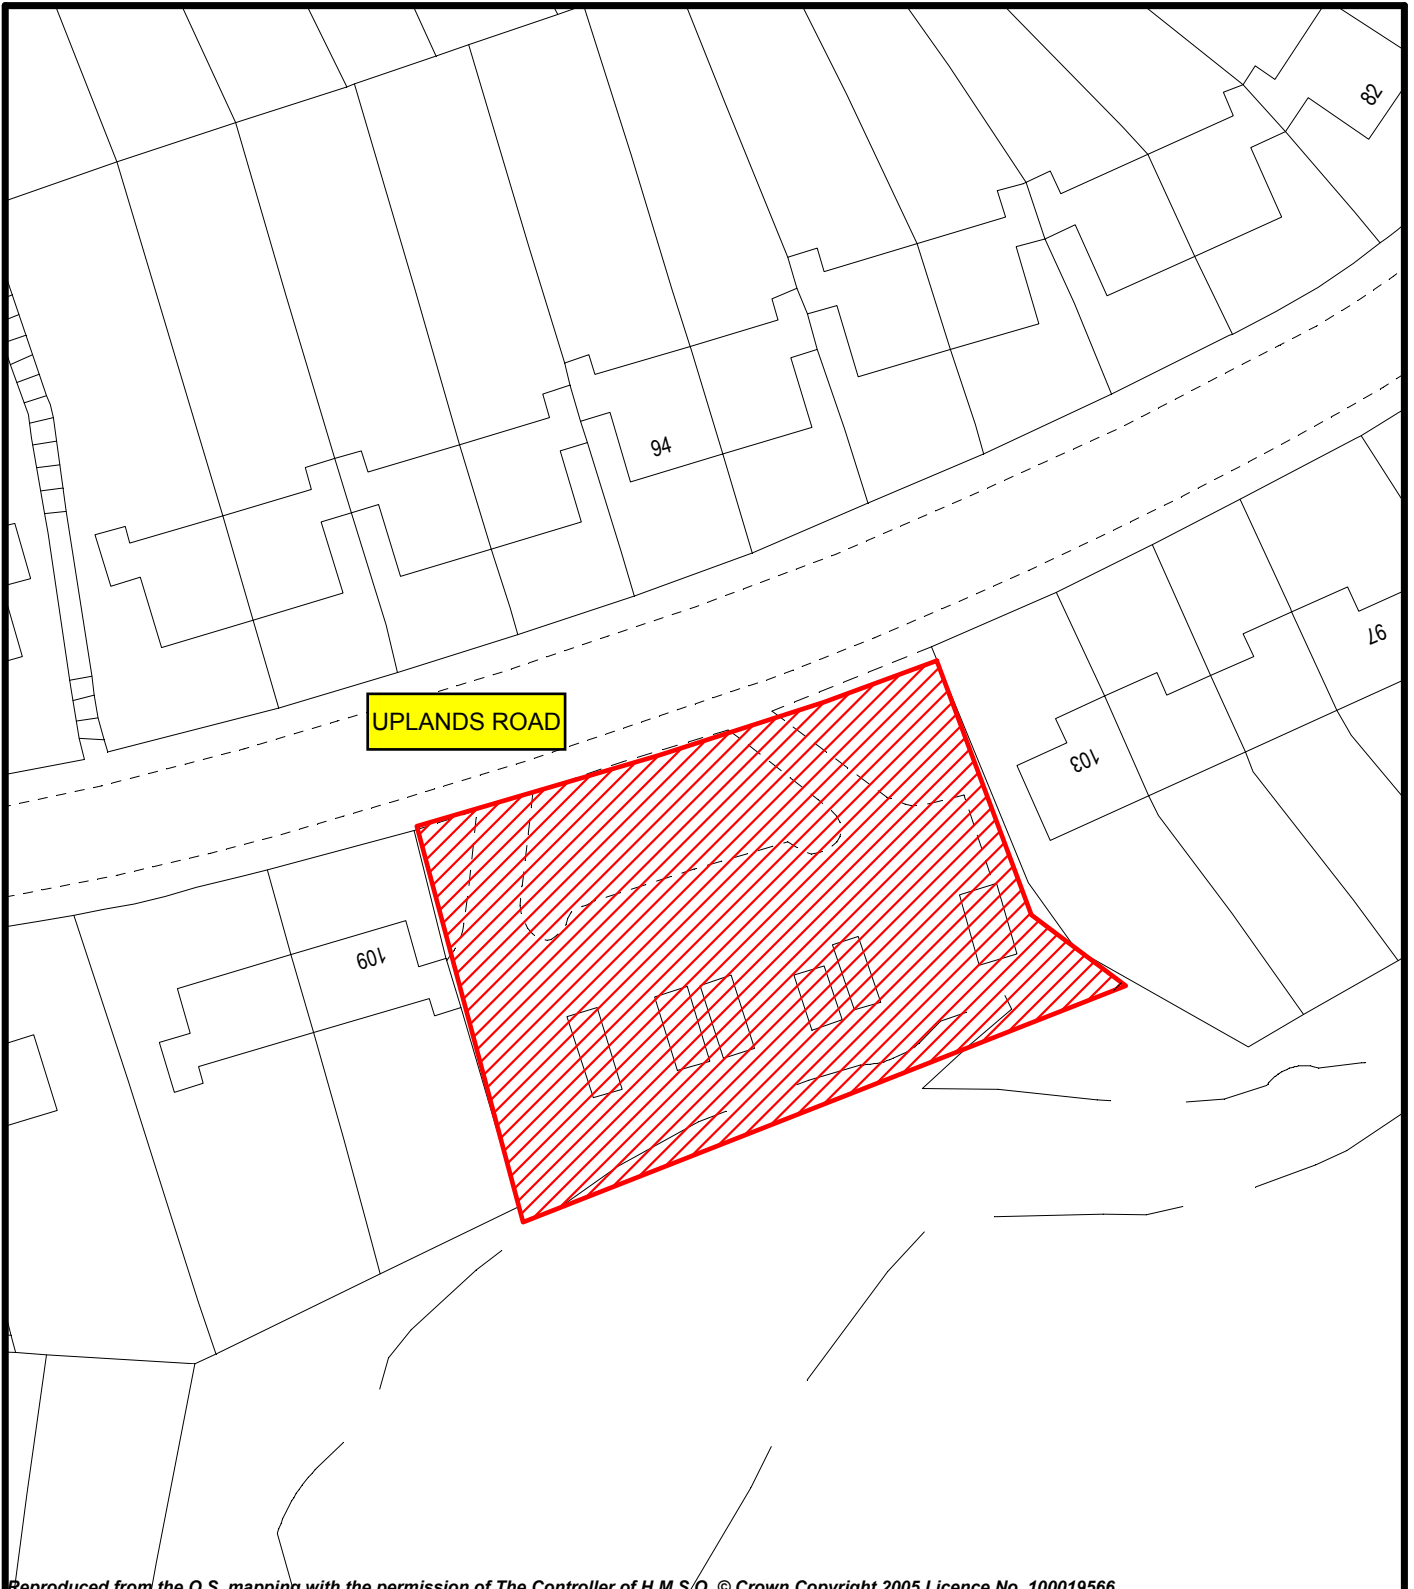 82
94
97
UPLANDS ROAD
103
109
Reproduced from the O.S. mapping with the permission of The Controller of H.M.S.O. © Crown Copyright 2005 Licence No. 100019566